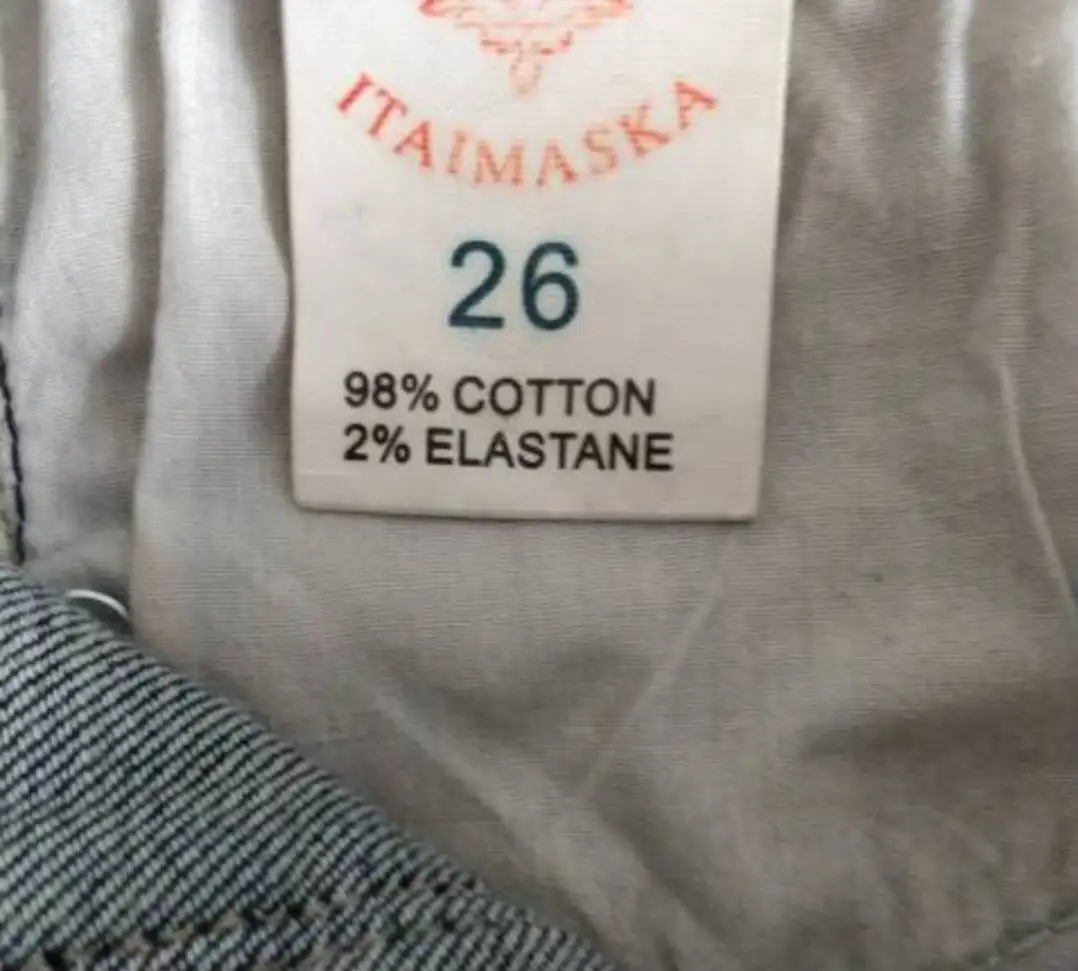 ITAIMASKA
26
98% COTTON
2% ELASTANE